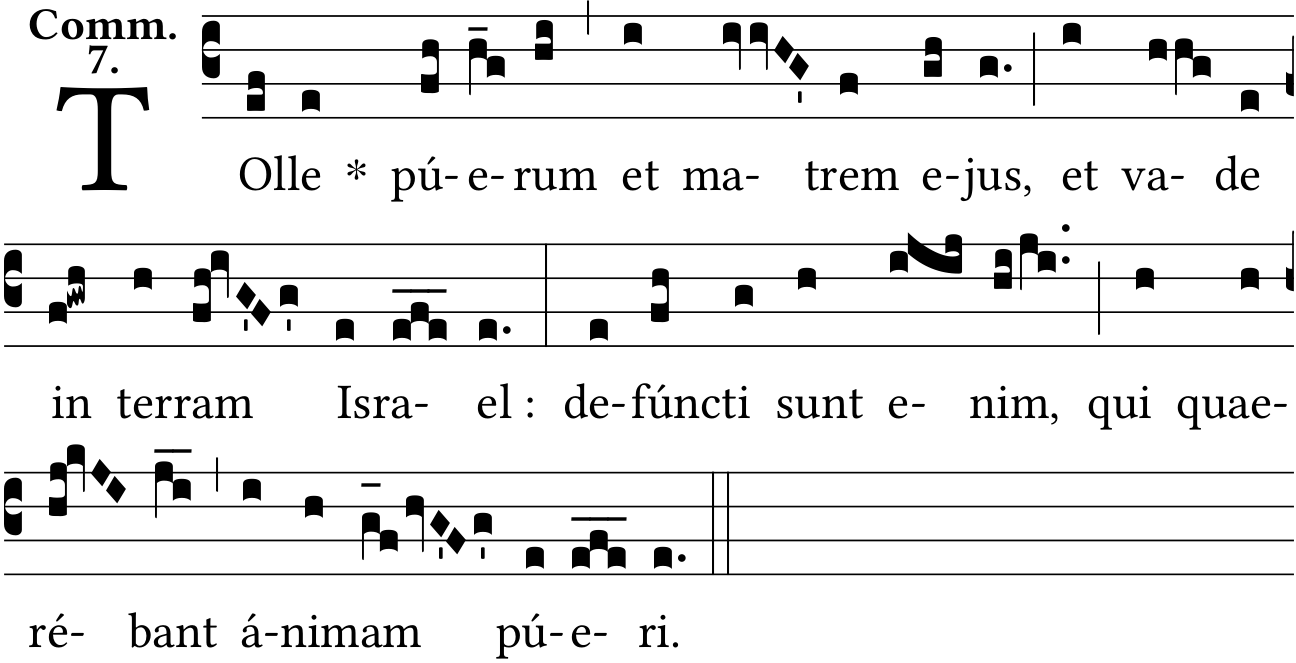 Comm.
7.
TOlle * pú-e-rum et ma- trem e-jus, et va- de
in terram Isra- el : de-fúncti sunt e- nim, qui quae-
ré- bant á-nimam pú-e- ri.